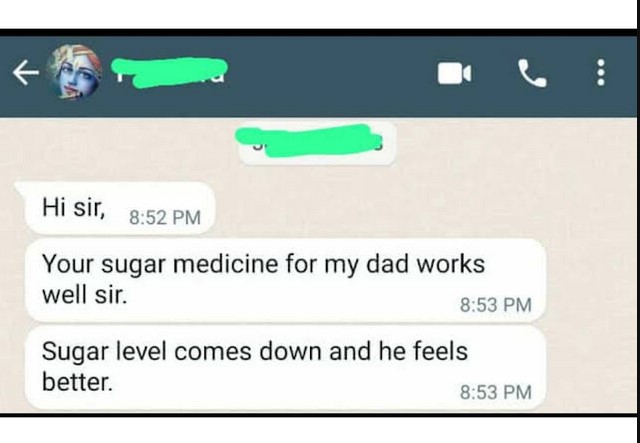 Hi sir, 8:52 PM
Your sugar medicine for my dad works
well sir. 8:53 PM
Sugar level comes down and he feels
better. 8:53 PM